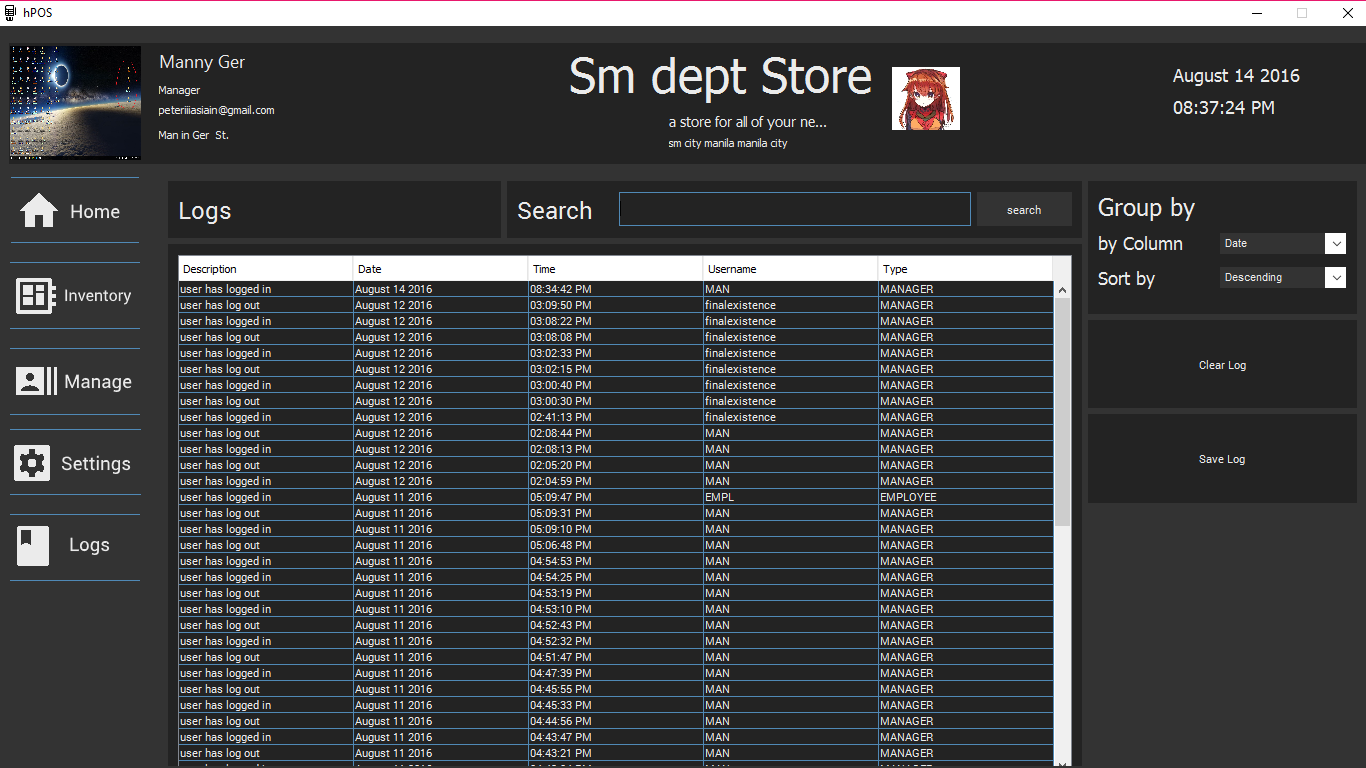 hPOS
Manny Ger
Manager
peteriiiasiain@gmail.com
Man in Ger St.
Sm dept Store
a store for all of your ne...
sm city manila manila city
August 14 2016
08:37:24 PM
Home
Inventory
Manage
Settings
Logs
Logs
Search
search
Group by
by Column Date
Sort by Descending
Clear Log
Save Log
Description Date Time Username Type
user has logged in August 14 2016 08:34:42 PM MAN MANAGER
user has log out August 12 2016 03:09:50 PM finalexistence MANAGER
user has logged in August 12 2016 03:08:22 PM finalexistence MANAGER
user has log out August 12 2016 03:08:08 PM finalexistence MANAGER
user has logged in August 12 2016 03:02:33 PM finalexistence MANAGER
user has log out August 12 2016 03:02:15 PM finalexistence MANAGER
user has logged in August 12 2016 03:00:40 PM finalexistence MANAGER
user has log out August 12 2016 03:00:30 PM finalexistence MANAGER
user has logged in August 12 2016 02:41:13 PM finalexistence MANAGER
user has log out August 12 2016 02:08:44 PM MAN MANAGER
user has logged in August 12 2016 02:08:13 PM MAN MANAGER
user has log out August 12 2016 02:05:20 PM MAN MANAGER
user has logged in August 12 2016 02:04:59 PM MAN MANAGER
user has logged in August 11 2016 05:09:47 PM EMPL EMPLOYEE
user has log out August 11 2016 05:09:31 PM MAN MANAGER
user has logged in August 11 2016 05:09:10 PM MAN MANAGER
user has log out August 11 2016 05:06:48 PM MAN MANAGER
user has logged in August 11 2016 04:54:53 PM MAN MANAGER
user has logged in August 11 2016 04:54:25 PM MAN MANAGER
user has log out August 11 2016 04:53:19 PM MAN MANAGER
user has logged in August 11 2016 04:53:10 PM MAN MANAGER
user has log out August 11 2016 04:52:43 PM MAN MANAGER
user has logged in August 11 2016 04:52:32 PM MAN MANAGER
user has log out August 11 2016 04:51:47 PM MAN MANAGER
user has logged in August 11 2016 04:47:39 PM MAN MANAGER
user has log out August 11 2016 04:45:55 PM MAN MANAGER
user has logged in August 11 2016 04:45:33 PM MAN MANAGER
user has log out August 11 2016 04:44:56 PM MAN MANAGER
user has logged in August 11 2016 04:43:47 PM MAN MANAGER
user has log out August 11 2016 04:43:21 PM MAN MANAGER